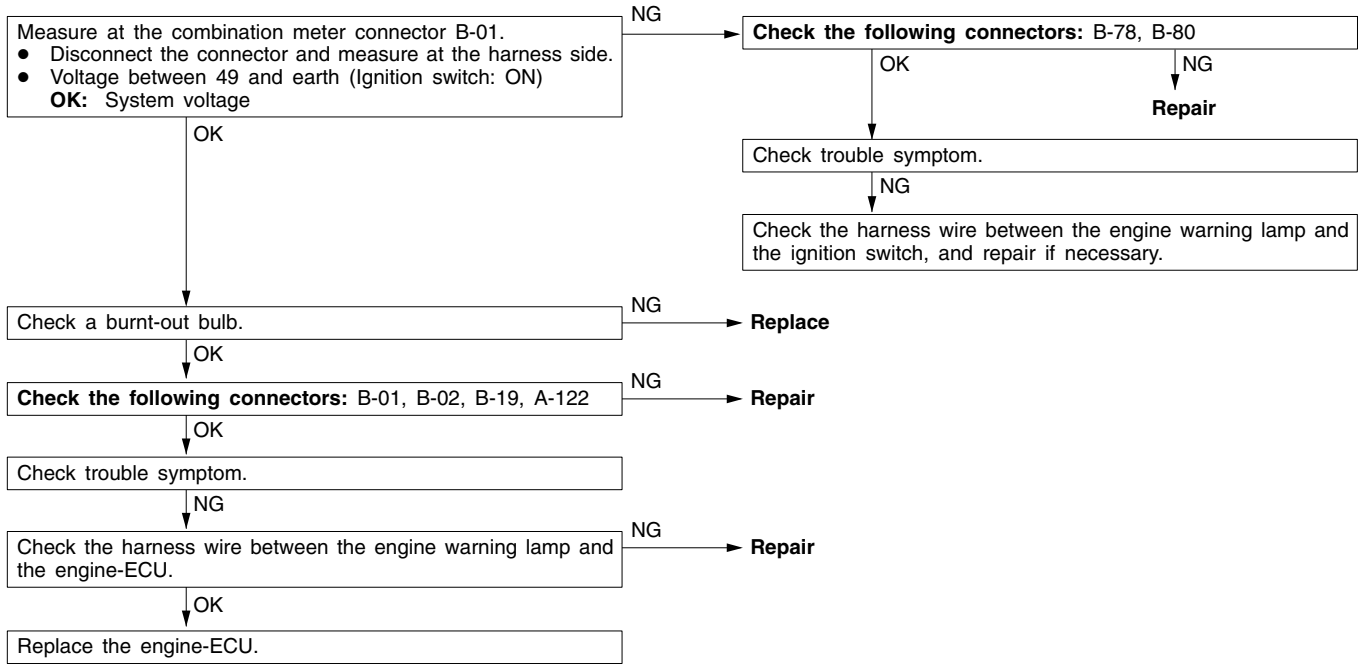 Measure at the combination meter connector B-01.
● Disconnect the connector and measure at the harness side.
● Voltage between 49 and earth (Ignition switch: ON)
OK: System voltage
NG
Check the following connectors: B-78, B-80
OK
NG
Repair
Check trouble symptom.
NG
Check the harness wire between the engine warning lamp and
the ignition switch, and repair if necessary.
OK
Check a burnt-out bulb.
NG
Replace
OK
Check the following connectors: B-01, B-02, B-19, A-122
NG
Repair
OK
Check trouble symptom.
NG
Check the harness wire between the engine warning lamp and
the engine-ECU.
NG
Repair
OK
Replace the engine-ECU.